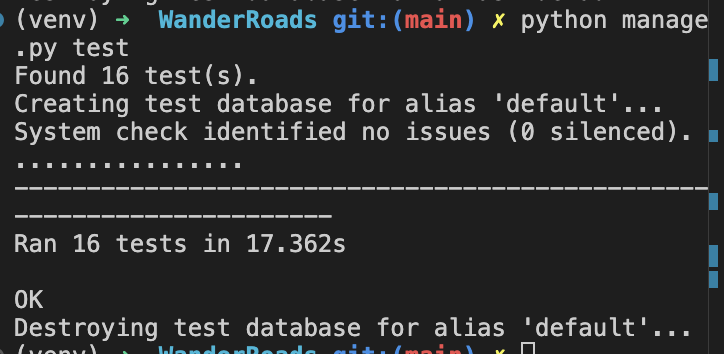 (venv) ➜  WanderRoads git:(main) ✗ python manage
.py test
Found 16 test(s).
Creating test database for alias 'default'...
System check identified no issues (0 silenced).
................
------------------------------------------------
----------------------
Ran 16 tests in 17.362s
OK
Destroying test database for alias 'default'...
(venv) ➜  WanderRoads git:(main) ✗